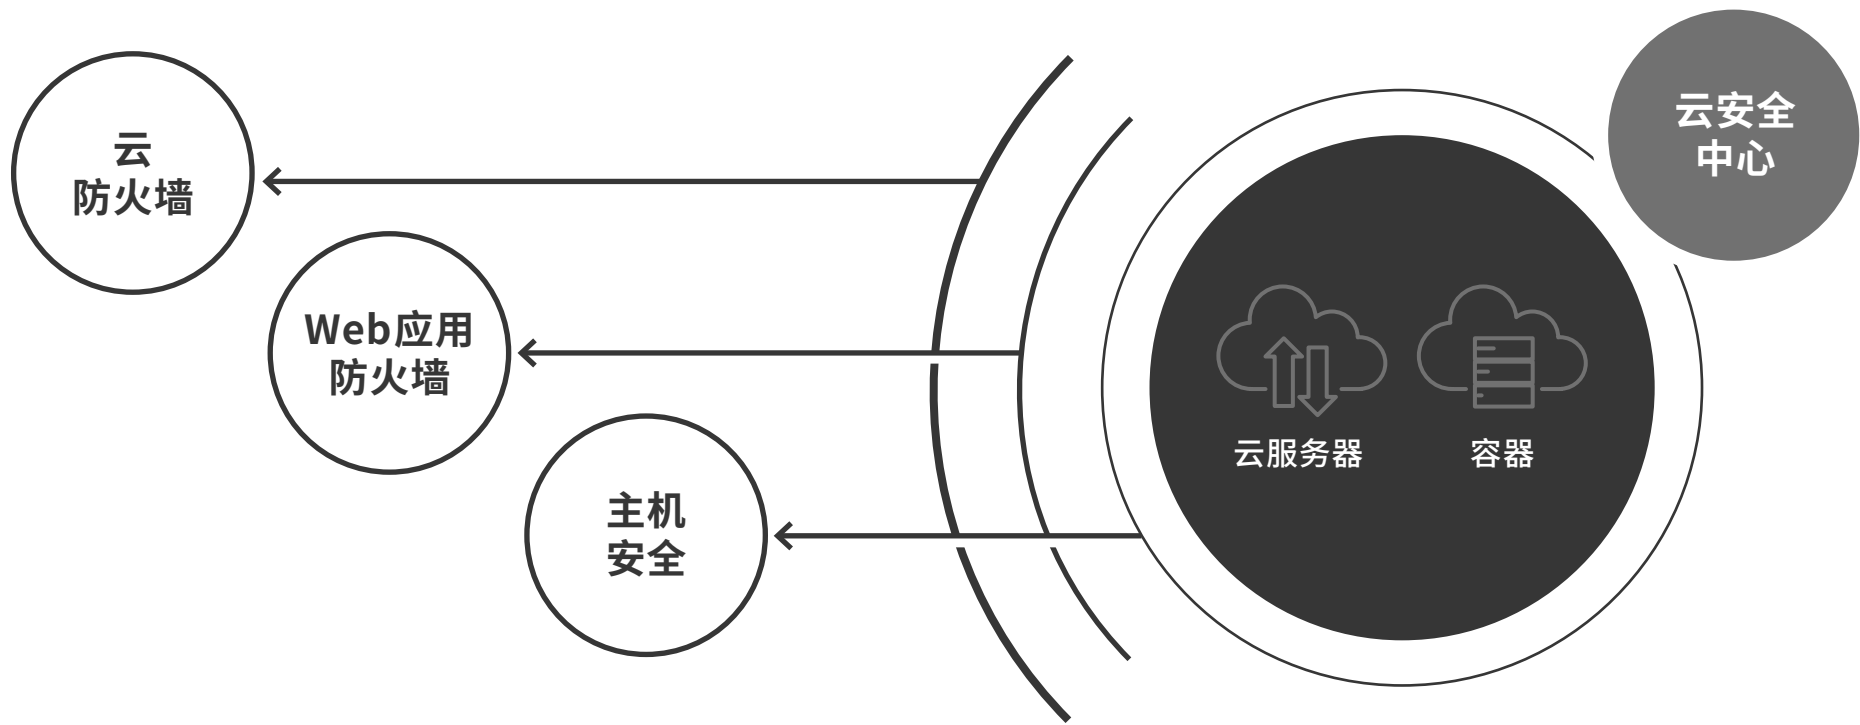 云
防火墙
Web应用
防火墙
主机
安全
云服务器
容器
云安全
中心